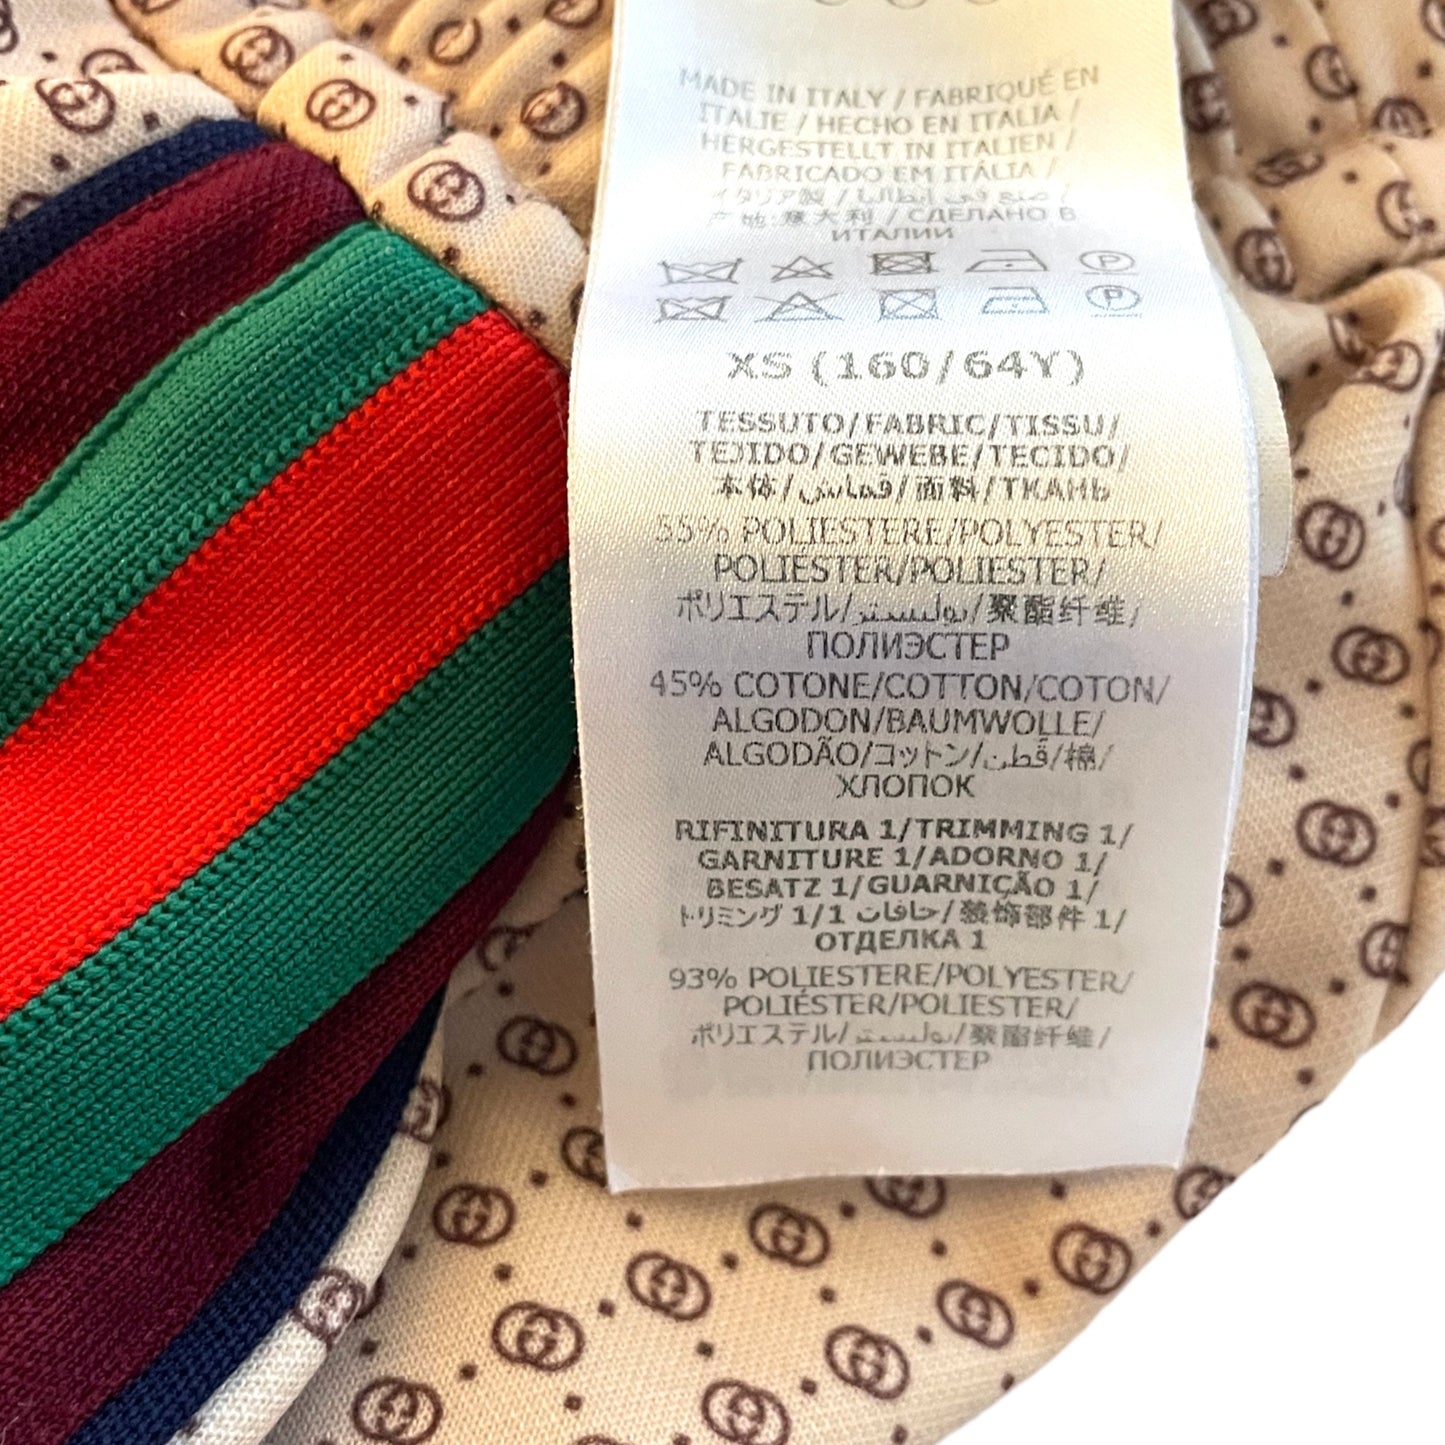 MADE IN ITALY / FABRIQUÉ EN
ITALIE / HECHO EN ITALIA /
HERGESTELLT IN ITALIEN /
FABRICADO EM ITÁLIA /
イタリア製 / صنع في ايطاليا /
产地:意大利 / СДЕЛАНО В
ИТАЛИИ
XS (160/64Y)
TESSUTO/FABRIC/TISSU/
TEJIDO/GEWEBE/TECIDO/
本体/قماش/面料/ТКАНЬ
55% POLIESTERE/POLYESTER/
POLIÉSTER/POLIESTER/
ポリエステル/بوليستر/聚酯纤维/
ПОЛИЭСТЕР
45% COTONE/COTTON/COTON/
ALGODON/BAUMWOLLE/
ALGODÃO/コットン/قطن/棉/
ХЛОПОК
RIFINITURA 1/TRIMMING 1/
GARNITURE 1/ADORNO 1/
BESATZ 1/GUARNIÇÃO 1/
トリミング 1/1 حافات/装饰部件 1/
ОТДЕЛКА 1
93% POLIESTERE/POLYESTER/
POLIÉSTER/POLIESTER/
ポリエステル/بوليستر/聚酯纤维/
ПОЛИЭСТЕР